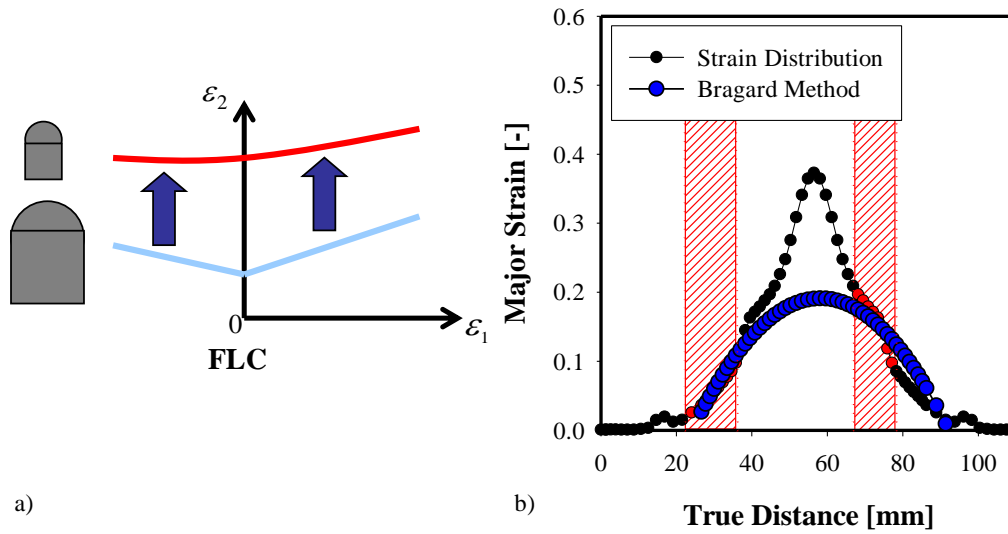 ε2
0
ε1
FLC
a)
Strain Distribution
Bragard Method
Major Strain [-]
0.6
0.5
0.4
0.3
0.2
0.1
0.0
0 20 40 60 80 100
True Distance [mm]
b)